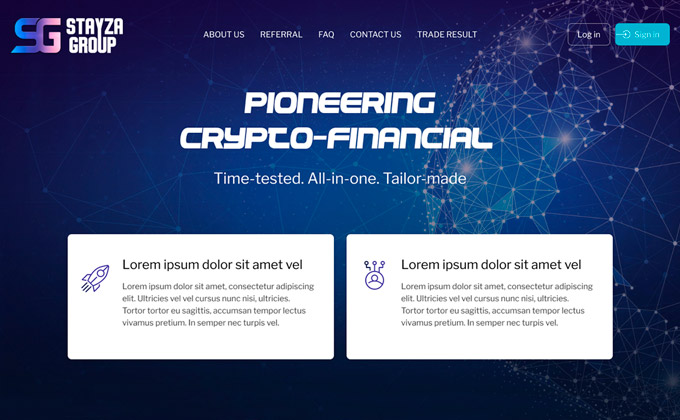 SG STAYZA
GROUP
ABOUT US REFERRAL FAQ CONTACT US TRADE RESULT
Log in
Sign in
PIONEERING
CRYPTO-FINANCIAL
Time-tested. All-in-one. Tailor-made
Lorem ipsum dolor sit amet vel
Lorem ipsum dolor sit amet, consectetur adipiscing
elit. Ultricies vel vel cursus nunc nisi, ultricies.
Tortor tortor eu sagittis, accumsan tempor lectus
vivamus pretium. In semper nec turpis vel.
Lorem ipsum dolor sit amet vel
Lorem ipsum dolor sit amet, consectetur adipiscing
elit. Ultricies vel vel cursus nunc nisi, ultricies.
Tortor tortor eu sagittis, accumsan tempor lectus
vivamus pretium. In semper nec turpis vel.